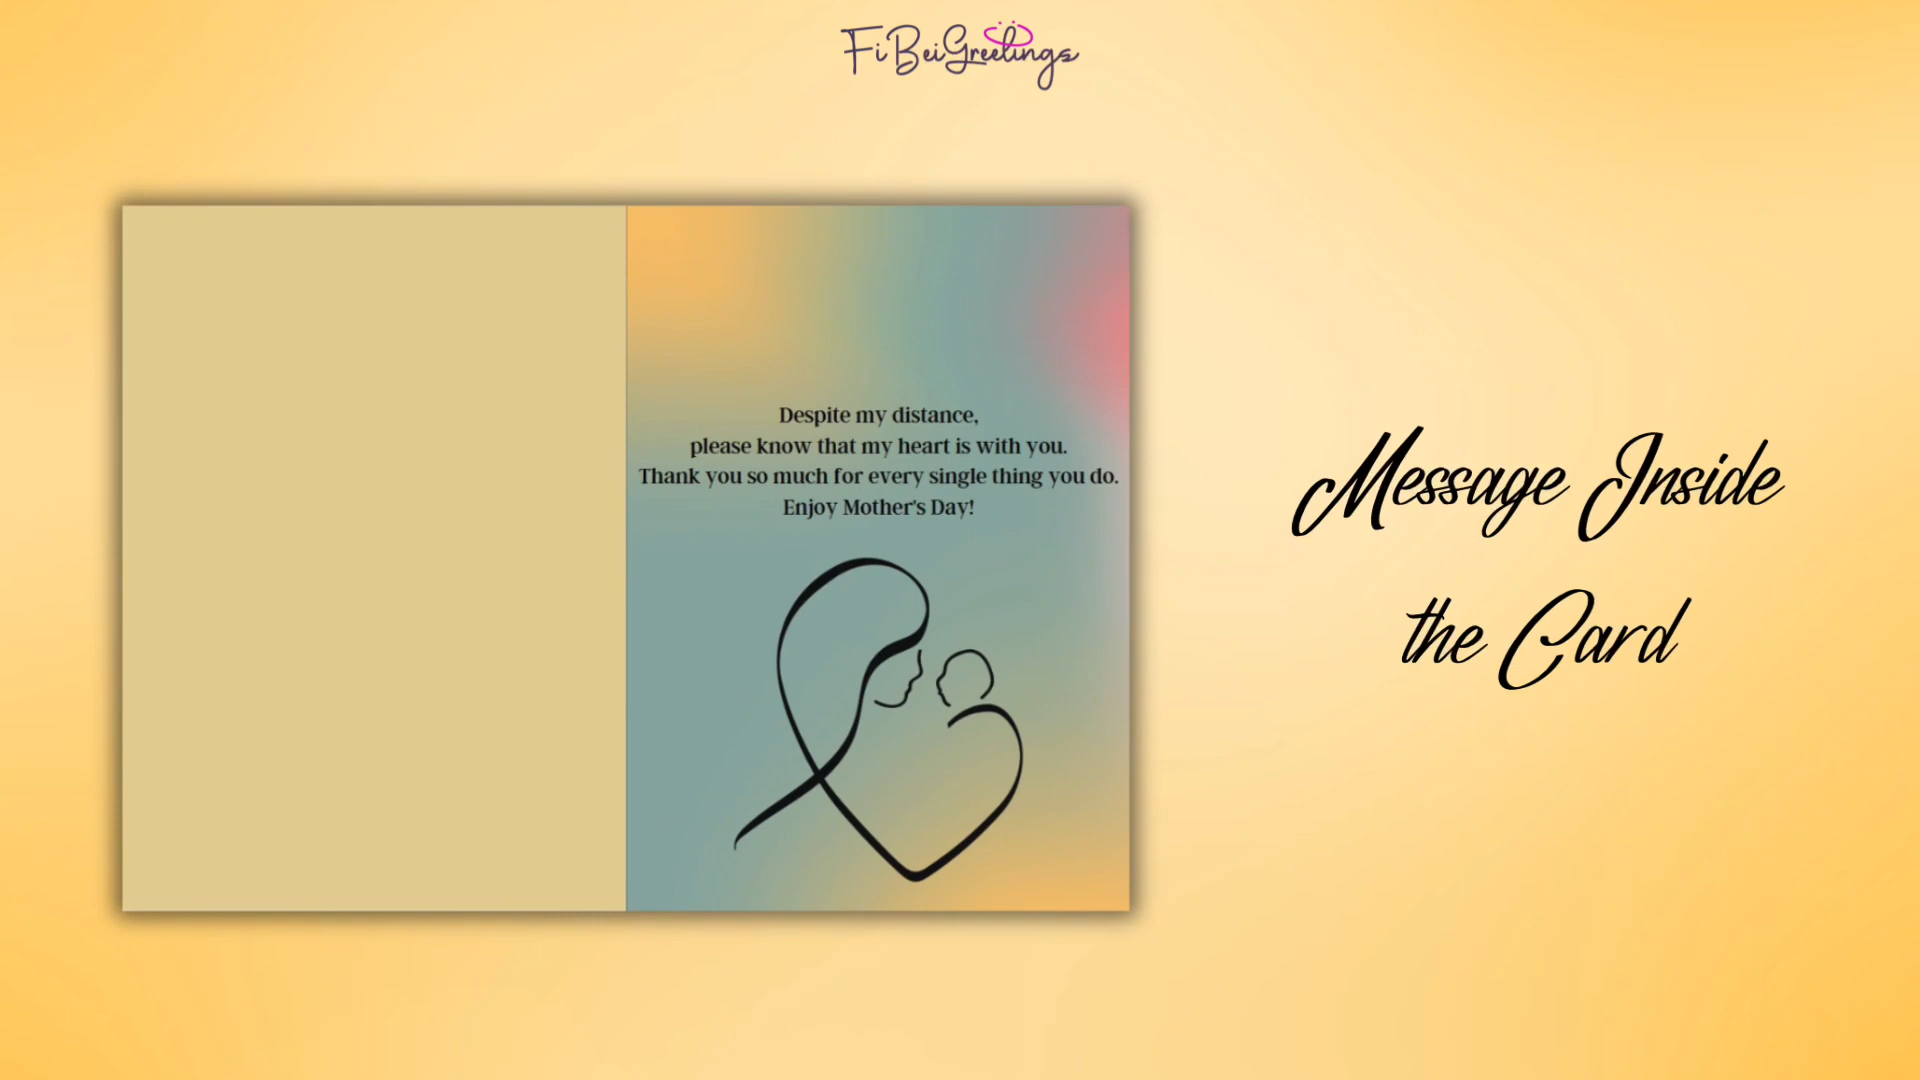 FiBeiGreetings
Despite my distance,
please know that my heart is with you.
Thank you so much for every single thing you do.
Enjoy Mother's Day!
Message Inside
the Card